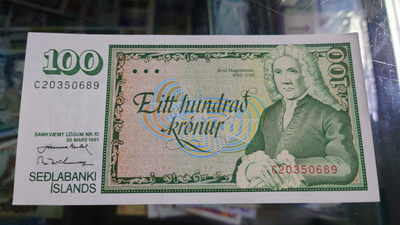 100
C20350689
Árni Magnússon
1663-1730
100
Eitt hundrað
krónur
SAMKVÆMT LÖGUM NR.10
29. MARS 1961
C20350689
SEÐLABANKI
ÍSLANDS